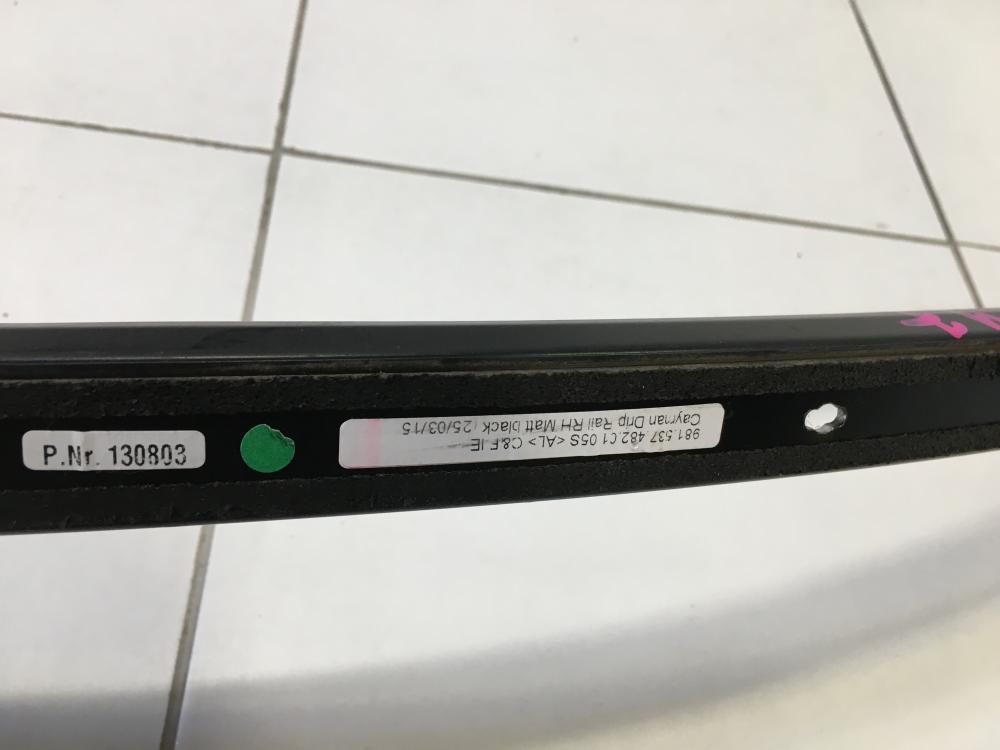 P.Nr. 130803
981.537.482.C1 05S <AL> C&F.IE
Cayman Drip Rail RH Matt black 25/03/15